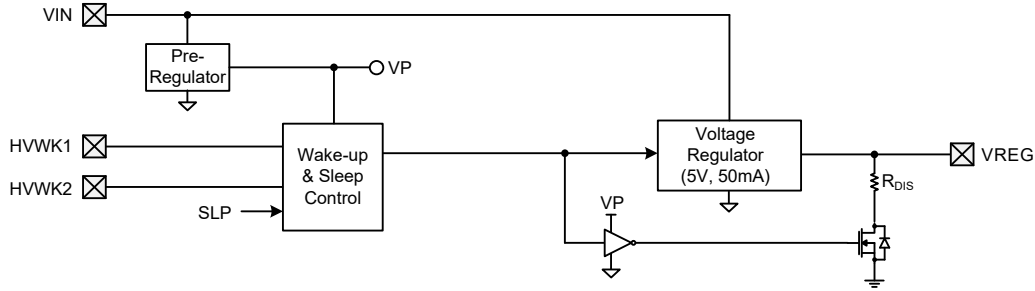 VIN
Pre-
Regulator
VP
HVWK1
HVWK2
SLP
Wake-up
& Sleep
Control
Voltage
Regulator
(5V, 50mA)
VREG
RDIS
VP